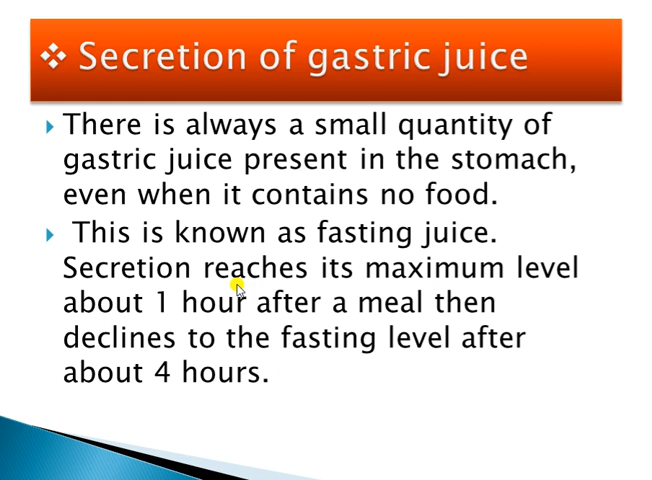 ❖ Secretion of gastric juice
There is always a small quantity of
gastric juice present in the stomach,
even when it contains no food.
This is known as fasting juice.
Secretion reaches its maximum level
about 1 hour after a meal then
declines to the fasting level after
about 4 hours.